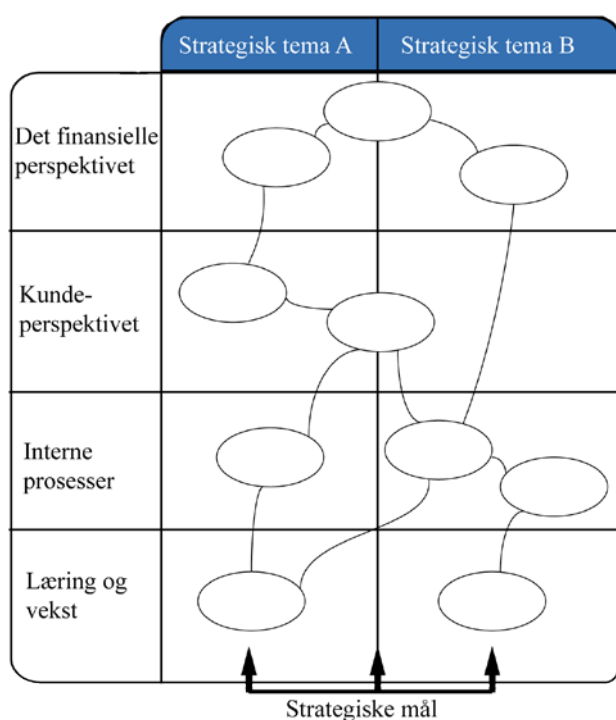 Strategisk tema A
Strategisk tema B
Det finansielle
perspektivet
Kunde-
perspektivet
Interne
prosesser
Læring og
vekst
Strategiske mål